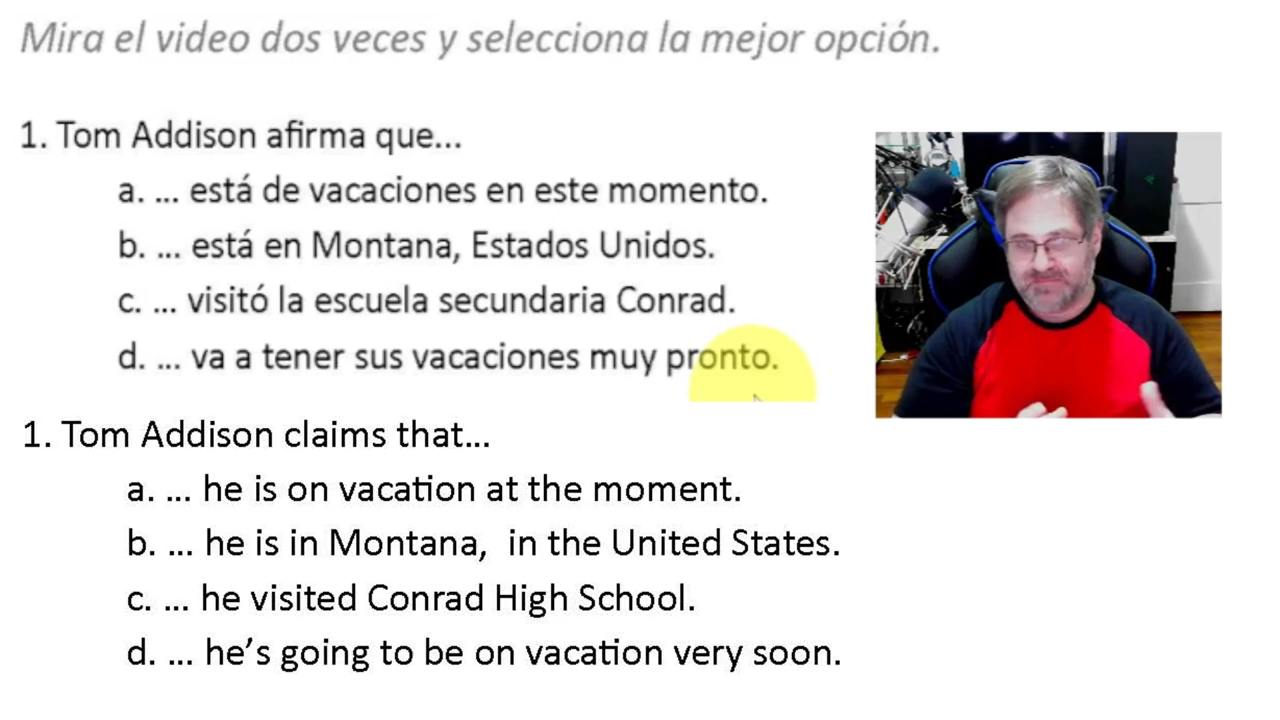 Mira el video dos veces y selecciona la mejor opción.
1. Tom Addison afirma que...
a. ... está de vacaciones en este momento.
b. ... está en Montana, Estados Unidos.
c. ... visitó la escuela secundaria Conrad.
d. ... va a tener sus vacaciones muy pronto.
1. Tom Addison claims that...
a. ... he is on vacation at the moment.
b. ... he is in Montana,  in the United States.
c. ... he visited Conrad High School.
d. ... he’s going to be on vacation very soon.